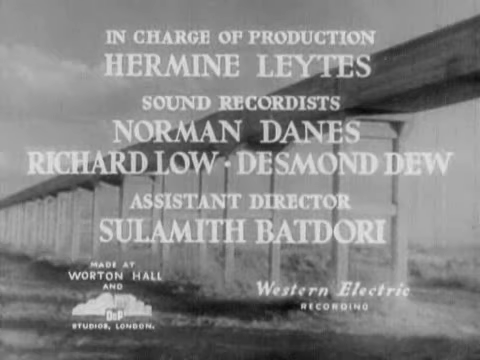 IN CHARGE OF PRODUCTION
HERMINE LEYTES
SOUND RECORDISTS
NORMAN DANES
RICHARD LOW · DESMOND DEW
ASSISTANT DIRECTOR
SULAMITH BATDORI
MADE AT
WORTON HALL
AND
D&P
STUDIOS, LONDON.
Western Electric
RECORDING